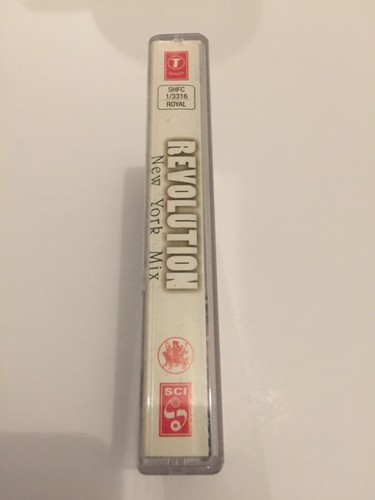 T
SHFC
1/3316
ROYAL
REVOLUTION
New York Mix
SCI